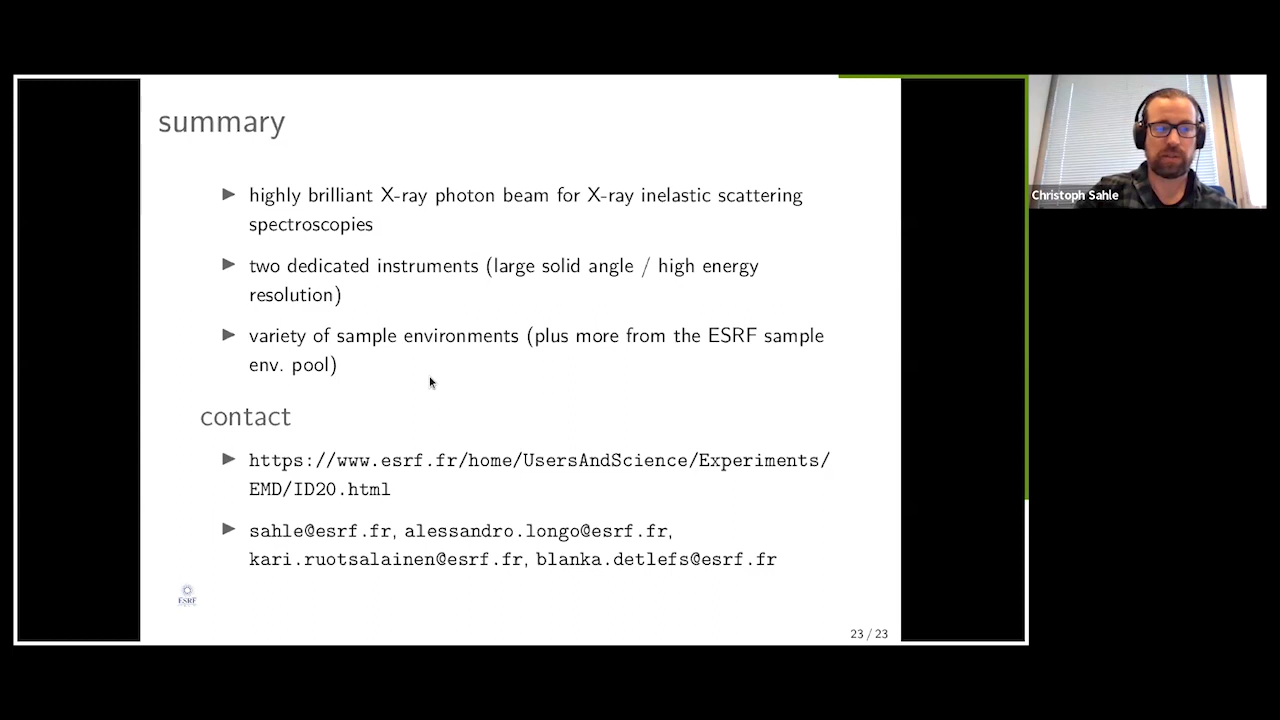 summary
▶ highly brilliant X-ray photon beam for X-ray inelastic scattering
spectroscopies
▶ two dedicated instruments (large solid angle / high energy
resolution)
▶ variety of sample environments (plus more from the ESRF sample
env. pool)
contact
▶ https://www.esrf.fr/home/UsersAndScience/Experiments/
EMD/ID20.html
▶ sahle@esrf.fr, alessandro.longo@esrf.fr,
kari.ruotsalainen@esrf.fr, blanka.detlefs@esrf.fr
ESRF
23 / 23
Christoph Sahle